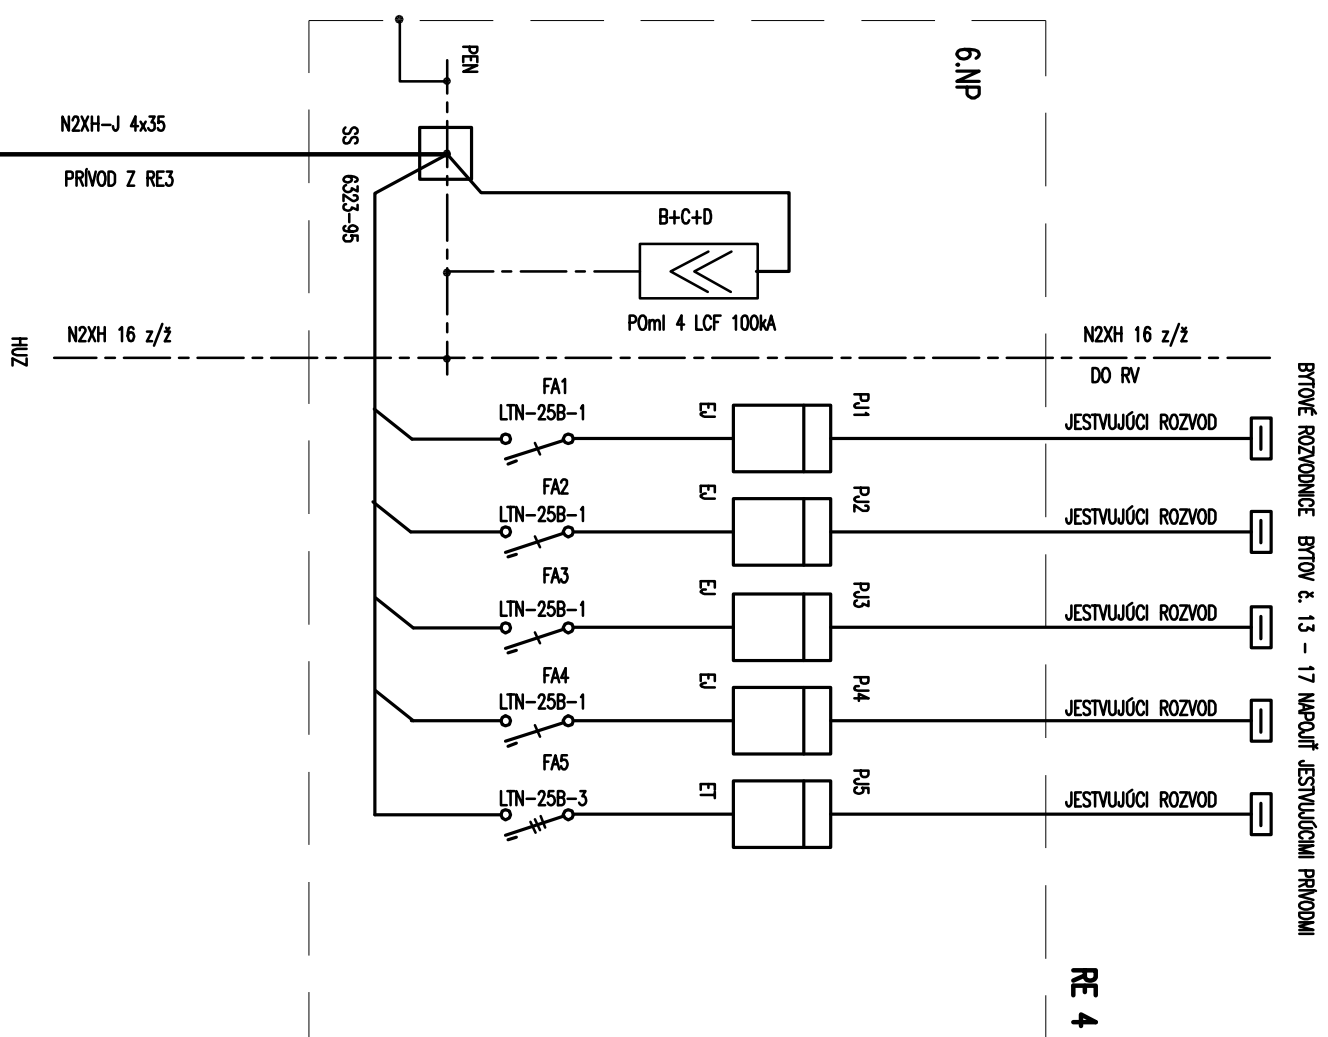 6.NP
PEN
N2XH-J 4x35
PRÍVOD Z RE3
SS 6323-95
B+C+D
POmI 4 LCF 100kA
N2XH 16 z/ž
N2XH 16 z/ž
DO RV
HUZ
FA1
LTN-25B-1
EJ
PJ1
JESTVUJÚCI ROZVOD
FA2
LTN-25B-1
EJ
PJ2
JESTVUJÚCI ROZVOD
FA3
LTN-25B-1
EJ
PJ3
JESTVUJÚCI ROZVOD
FA4
LTN-25B-1
EJ
PJ4
JESTVUJÚCI ROZVOD
FA5
LTN-25B-3
ET
PJ5
JESTVUJÚCI ROZVOD
BYTOVÉ ROZVODNICE BYTOV č. 13 - 17 NAPOJIŤ JESTVUJÚCIMI PRÍVODMI
RE 4